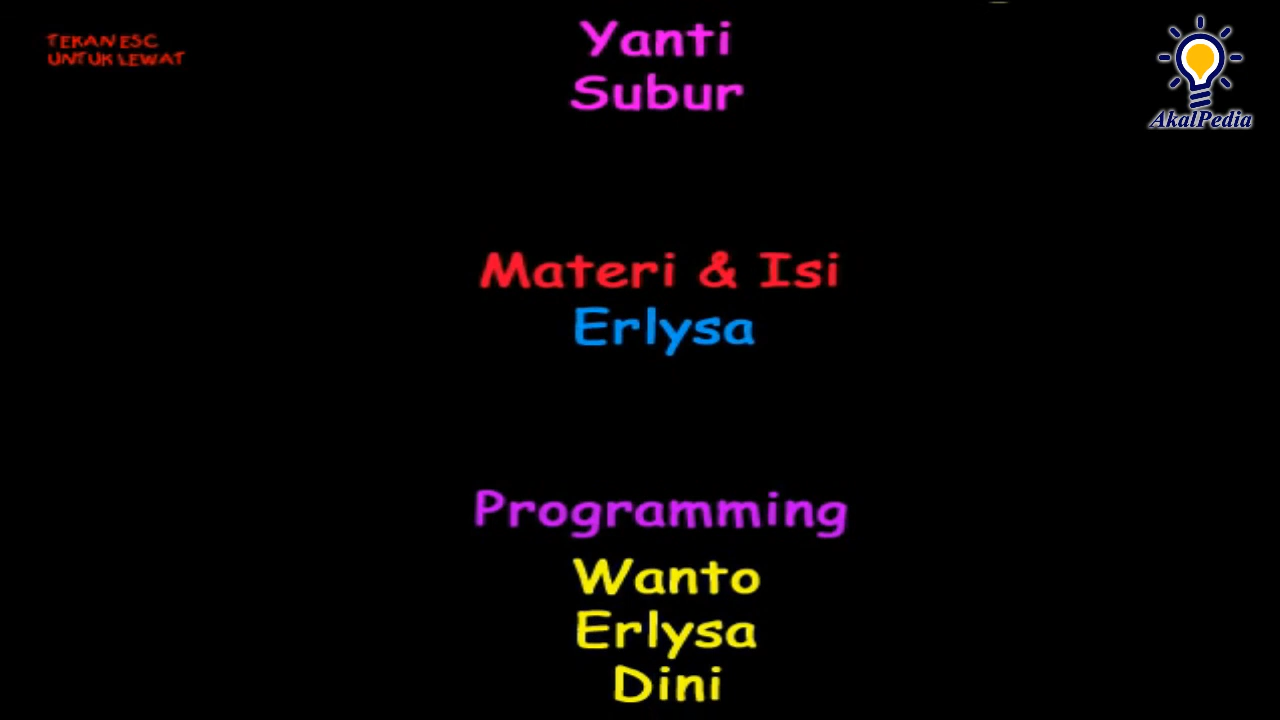 TEKAN ESC
UNTUK LEWAT
Yanti
Subur
AkalPedia
Materi & Isi
Erlysa
Programming
Wanto
Erlysa
Dini